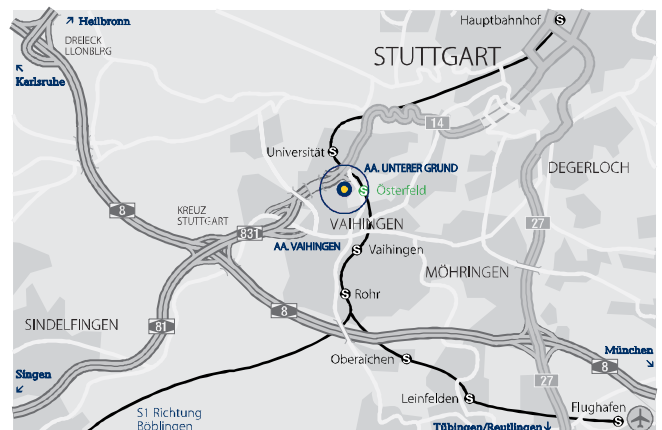 Heilbronn
Hauptbahnhof
S
DREIECK
LLONBLRG
STUTTGART
Karlsruhe
14
Universität
S
AA. UNTERER GRUND
DEGERLOCH
S
Österfeld
8
KREUZ
STUTTGART
VAIHINGEN
27
831
AA. VAIHINGEN
S
Vaihingen
MÖHRINGEN
S
Rohr
8
SINDELFINGEN
81
München
Oberaichen
S
8
Singen
27
Leinfelden
S
S1 Richtung
Böblingen
Flughafen
S
Tübingen/Reutlingen